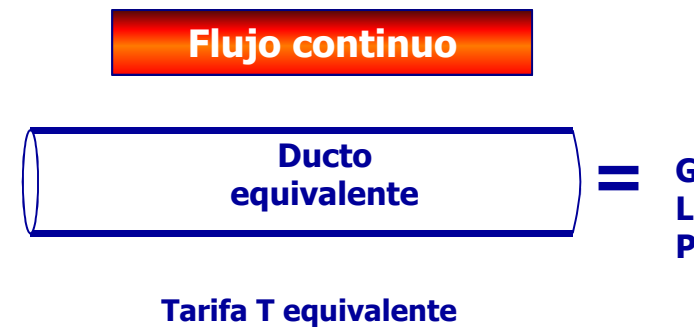 Flujo continuo
Ducto
equivalente
=
G
L
P
Tarifa T equivalente